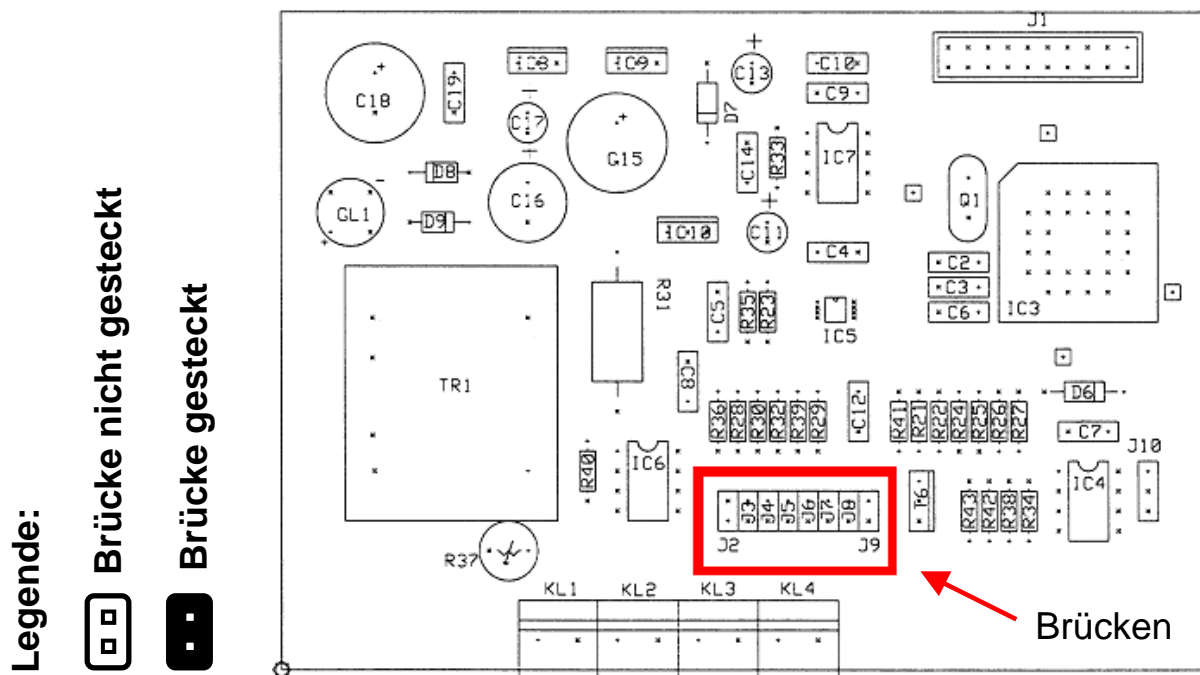 Legende:
Brücke nicht gesteckt
Brücke gesteckt
J1
C18
C19
IC8
IC9
C13
C10
C9
D7
C17
C15
C14
R33
IC7
D8
D9
GL1
C16
Q1
IC10
C11
C4
C2
C3
C6
IC3
R31
C5
R35
R23
IC5
TR1
C8
R36
R28
R30
R32
R39
R29
C12
R41
R21
R22
R24
R25
R26
R27
D6
C7
J10
R40
IC6
IC4
J3
J4
J5
J6
J7
J8
T6
R43
R42
R38
R34
J2
J9
R37
KL1
KL2
KL3
KL4
Brücken